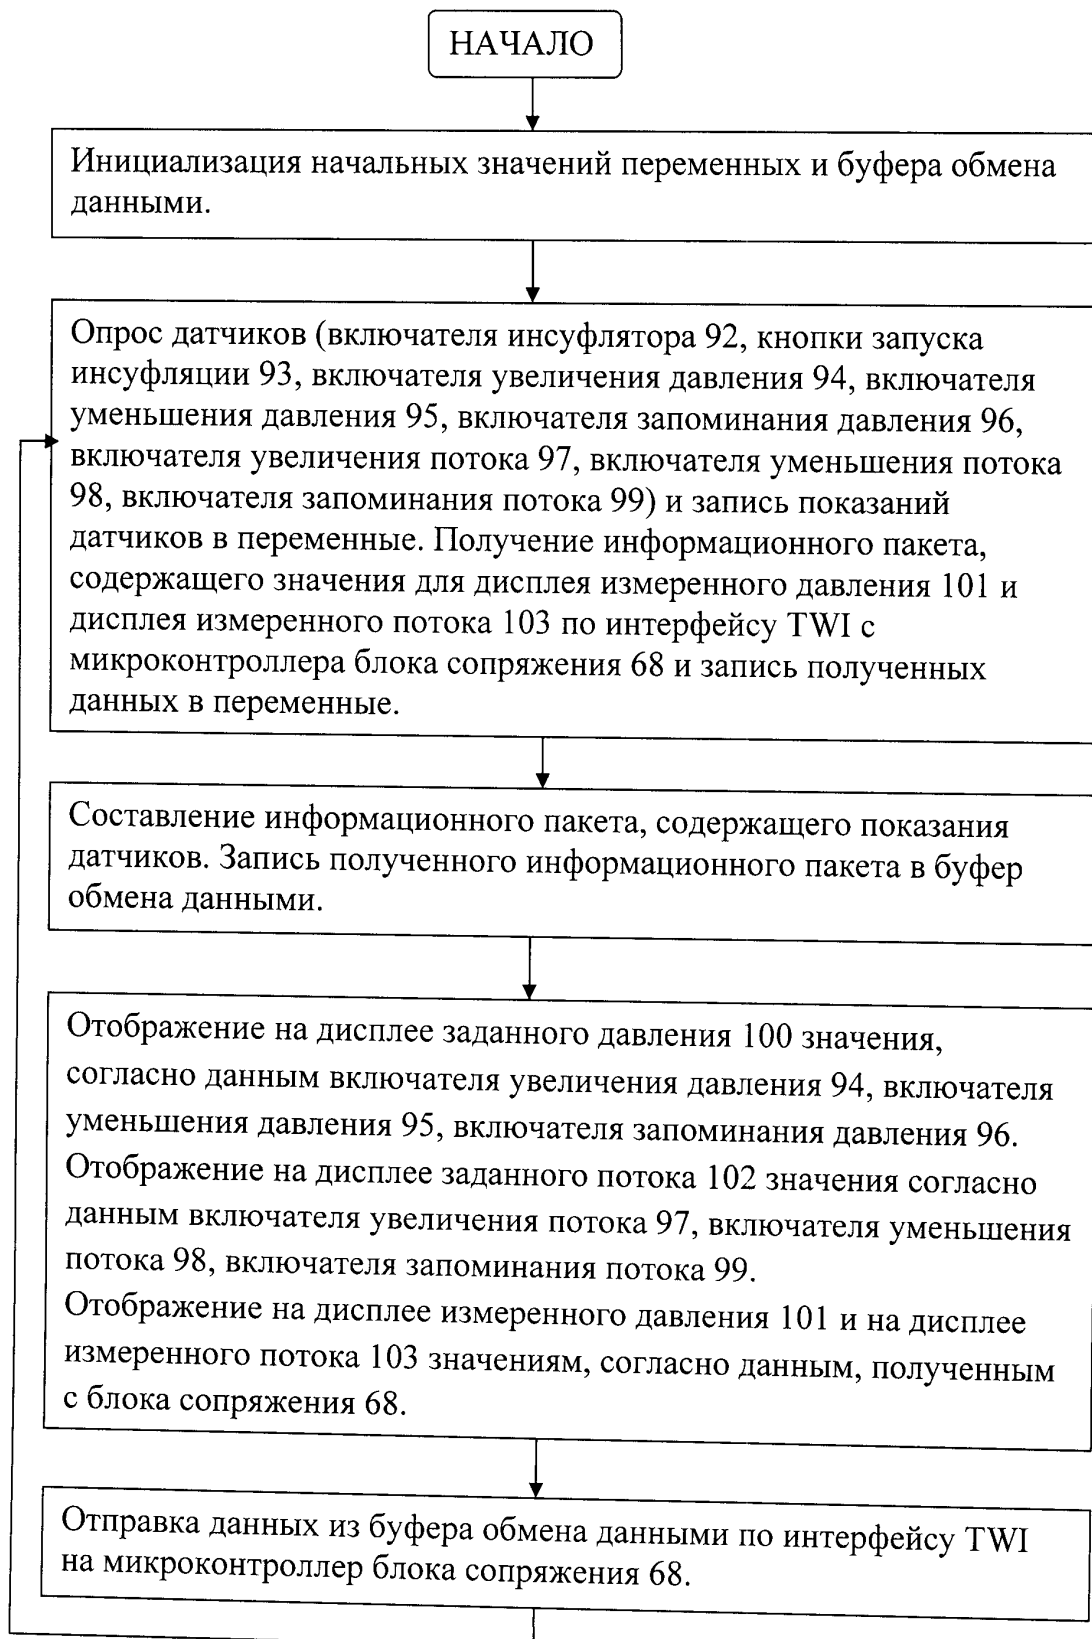 НАЧАЛО
Инициализация начальных значений переменных и буфера обмена
данными.
Опрос датчиков (включателя инсуфлятора 92, кнопки запуска
инсуфляции 93, включателя увеличения давления 94, включателя
уменьшения давления 95, включателя запоминания давления 96,
включателя увеличения потока 97, включателя уменьшения потока
98, включателя запоминания потока 99) и запись показаний
датчиков в переменные. Получение информационного пакета,
содержащего значения для дисплея измеренного давления 101 и
дисплея измеренного потока 103 по интерфейсу TWI с
микроконтроллера блока сопряжения 68 и запись полученных
данных в переменные.
Составление информационного пакета, содержащего показания
датчиков. Запись полученного информационного пакета в буфер
обмена данными.
Отображение на дисплее заданного давления 100 значения,
согласно данным включателя увеличения давления 94, включателя
уменьшения давления 95, включателя запоминания давления 96.
Отображение на дисплее заданного потока 102 значения согласно
данным включателя увеличения потока 97, включателя уменьшения
потока 98, включателя запоминания потока 99.
Отображение на дисплее измеренного давления 101 и на дисплее
измеренного потока 103 значениям, согласно данным, полученным
с блока сопряжения 68.
Отправка данных из буфера обмена данными по интерфейсу TWI
на микроконтроллер блока сопряжения 68.